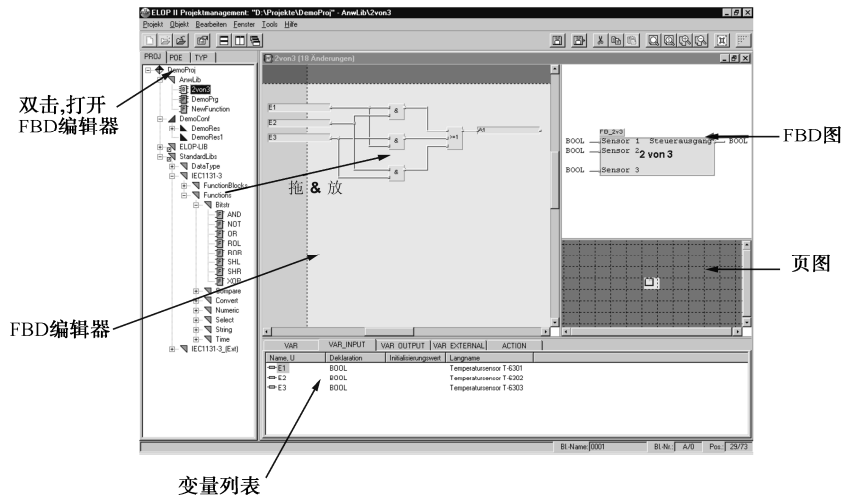 ELOP II Projektmanagement: "D:\Projekte\DemoProj" - AnwLib\2von3
Projekt Objekt Bearbeiten Fenster Tools Hilfe
PROJ POE TYP
DemoProj
AnwLib
2von3
DemoPrg
NewFunction
DemoConf
DemoRes
DemoRes1
ELOP-LIB
StandardLibs
DataType
IEC1131-3
FunctionBlocks
Functions
Bitstr
AND
NOT
OR
ROL
ROR
SHL
SHR
XOR
Compare
Convert
Numeric
Select
String
Time
IEC1131-3_(Ext)
双击,打开
FBD编辑器
FBD编辑器
2von3 (18 Änderungen)
E1
E2
E3
&
&
&
>=1
A1
拖 & 放
FB_2v3
BOOL Sensor 1 Steuerausgang BOOL
BOOL Sensor 2
2 von 3
BOOL Sensor 3
FBD图
页图
VAR VAR_INPUT VAR OUTPUT VAR EXTERNAL ACTION
Name, U Deklaration Initialisierungswert Langname
E1 BOOL Temperatursensor T-6301
E2 BOOL Temperatursensor T-6302
E3 BOOL Temperatursensor T-6303
Bl.-Name: 0001 Bl.-Nr.: A/0 Pos.: 29/73
变量列表